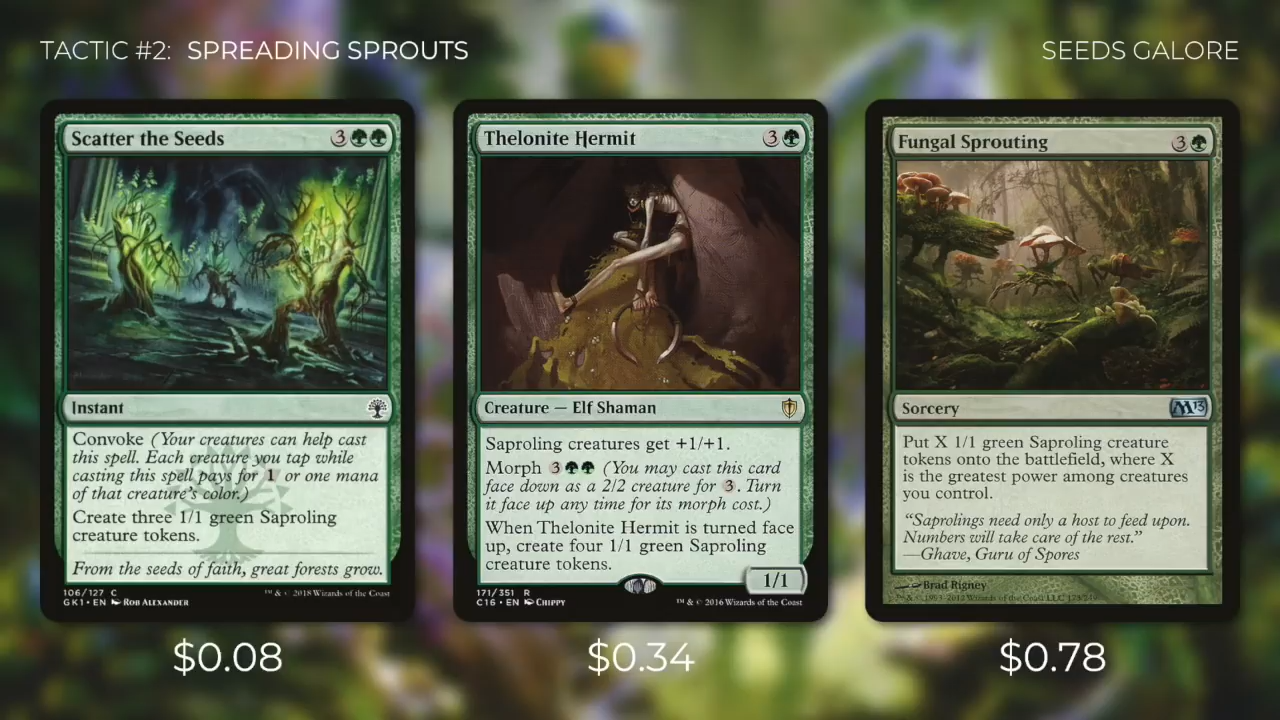 TACTIC #2: SPREADING SPROUTS
SEEDS GALORE
Scatter the Seeds 3
Instant
Convoke (Your creatures can help cast
this spell. Each creature you tap while
casting this spell pays for 1 or one mana
of that creature's color.)
Create three 1/1 green Saproling
creature tokens.
From the seeds of faith, great forests grow.
106/127 C
GK1 • EN ROB ALEXANDER
™ & © 2018 Wizards of the Coast
$0.08
Thelonite Hermit 3
Creature — Elf Shaman
Saproling creatures get +1/+1.
Morph 3 (You may cast this card
face down as a 2/2 creature for 3. Turn
it face up any time for its morph cost.)
When Thelonite Hermit is turned face
up, create four 1/1 green Saproling
creature tokens.
1/1
171/351 R
C16 • EN CHIPPY
™ & © 2016 Wizards of the Coast
$0.34
Fungal Sprouting 3
Sorcery M13
Put X 1/1 green Saproling creature
tokens onto the battlefield, where X
is the greatest power among creatures
you control.
"Saprolings need only a host to feed upon.
Numbers will take care of the rest."
—Ghave, Guru of Spores
Brad Rigney
$0.78